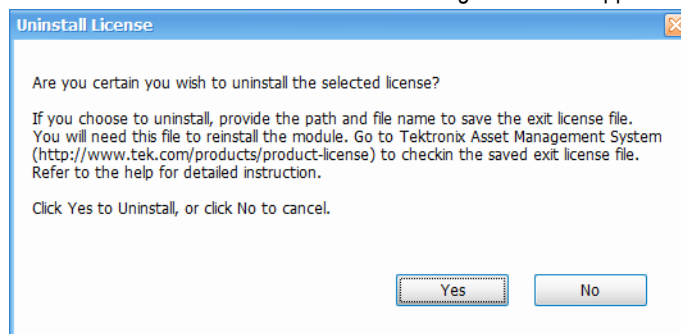 Uninstall License
Are you certain you wish to uninstall the selected license?
If you choose to uninstall, provide the path and file name to save the exit license file.
You will need this file to reinstall the module. Go to Tektronix Asset Management System
(http://www.tek.com/products/product-license) to checkin the saved exit license file.
Refer to the help for detailed instruction.
Click Yes to Uninstall, or click No to cancel.
Yes No